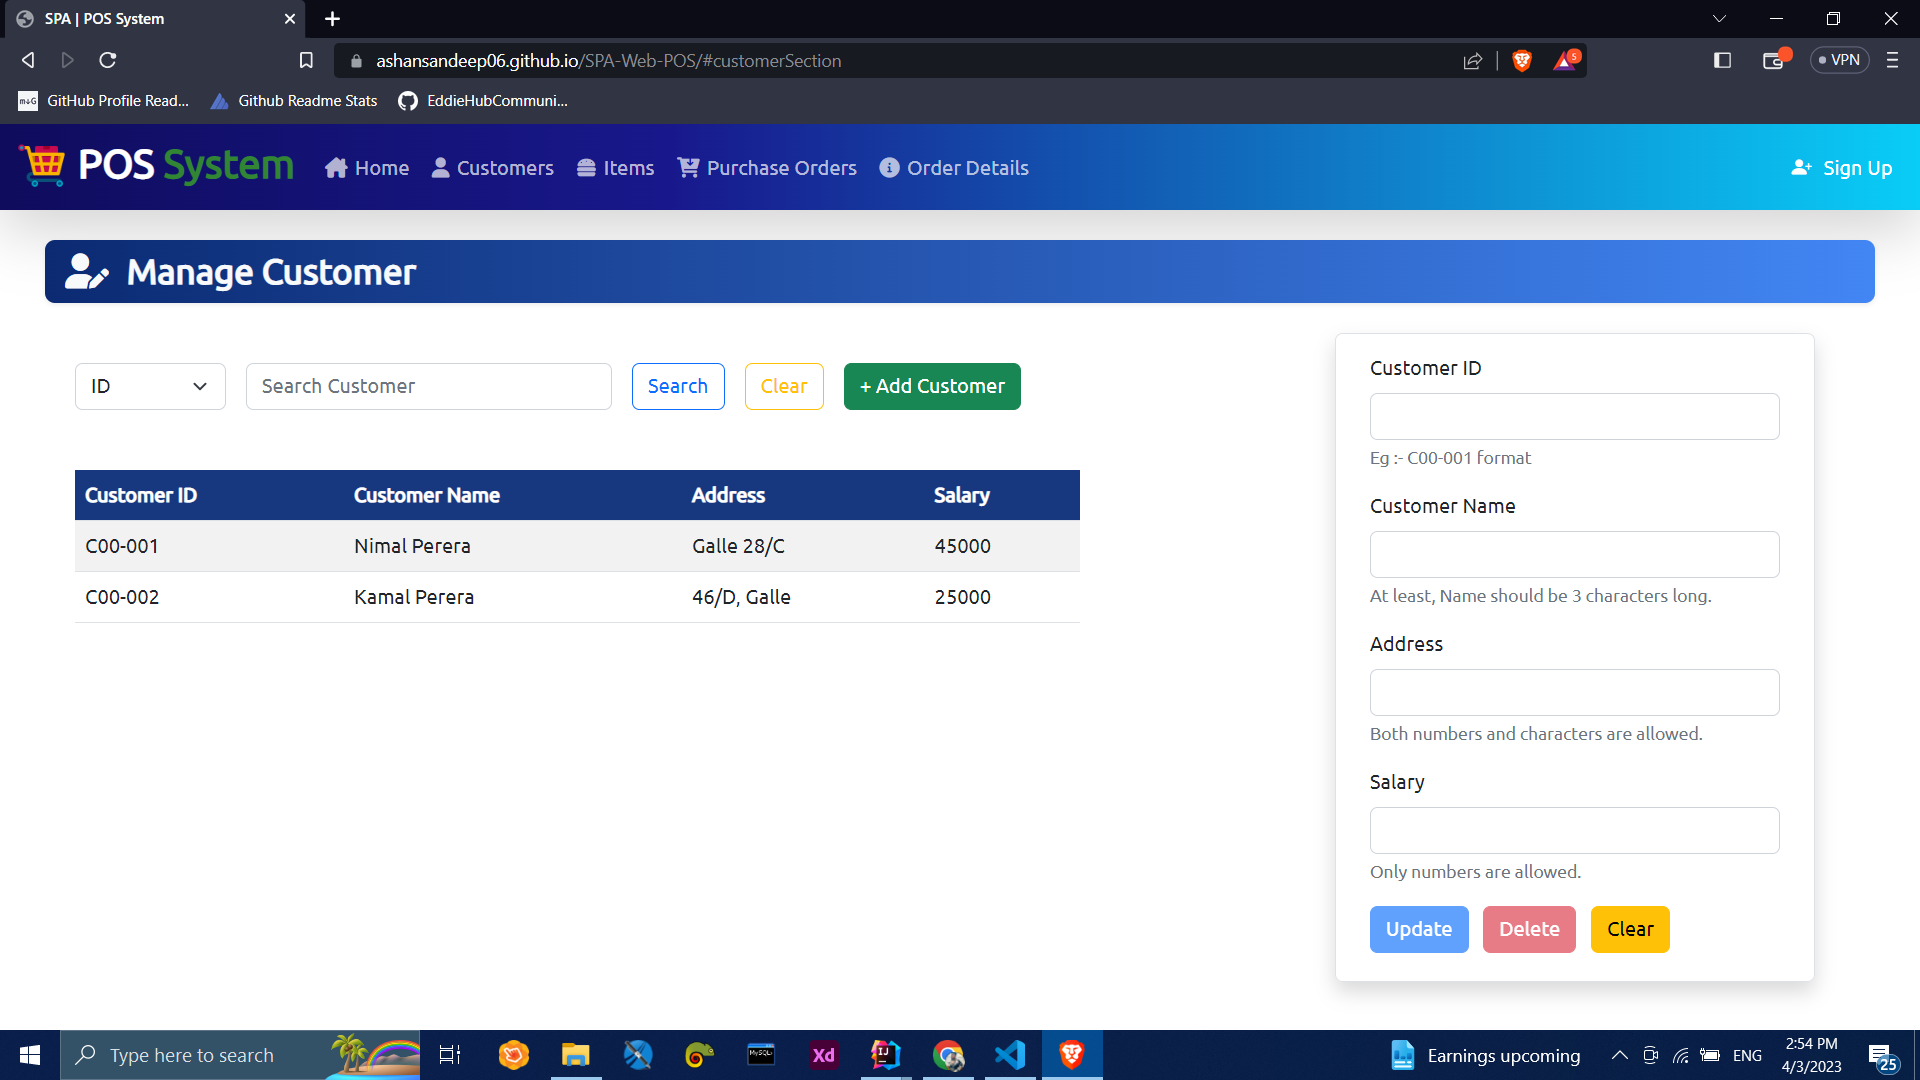 SPA | POS System
ashansandeep06.github.io/SPA-Web-POS/#customerSection
5
VPN
GitHub Profile Read...
Github Readme Stats
EddieHubCommuni...
POS System
Home
Customers
Items
Purchase Orders
Order Details
Sign Up
Manage Customer
ID
Search Customer
Search
Clear
+ Add Customer
Customer ID Customer Name Address Salary
C00-001 Nimal Perera Galle 28/C 45000
C00-002 Kamal Perera 46/D, Galle 25000
Customer ID
Eg :- C00-001 format
Customer Name
At least, Name should be 3 characters long.
Address
Both numbers and characters are allowed.
Salary
Only numbers are allowed.
Update
Delete
Clear
Type here to search
MySQL
Xd
IJ
Earnings upcoming
ENG
2:54 PM
4/3/2023
25